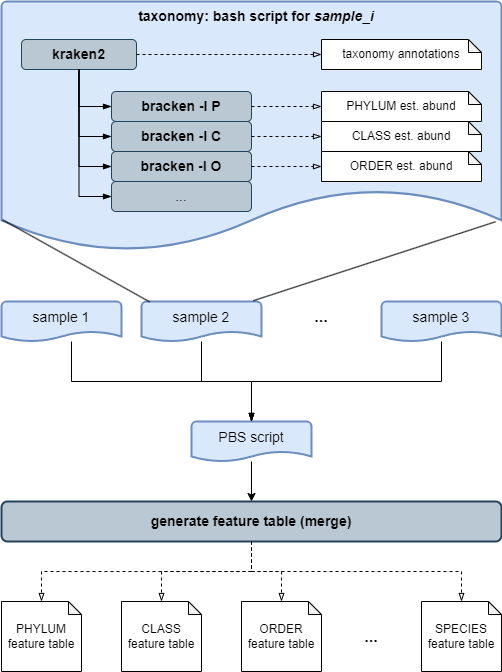 taxonomy: bash script for sample_i
kraken2
taxonomy annotations
bracken -l P
PHYLUM est. abund
bracken -l C
CLASS est. abund
bracken -l O
ORDER est. abund
...
sample 1
sample 2
...
sample 3
PBS script
generate feature table (merge)
PHYLUM
feature table
CLASS
feature table
ORDER
feature table
...
SPECIES
feature table